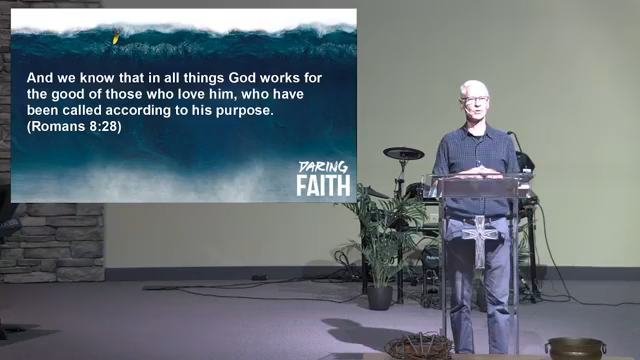 And we know that in all things God works for
the good of those who love him, who have
been called according to his purpose.
(Romans 8:28)
DARING
FAITH